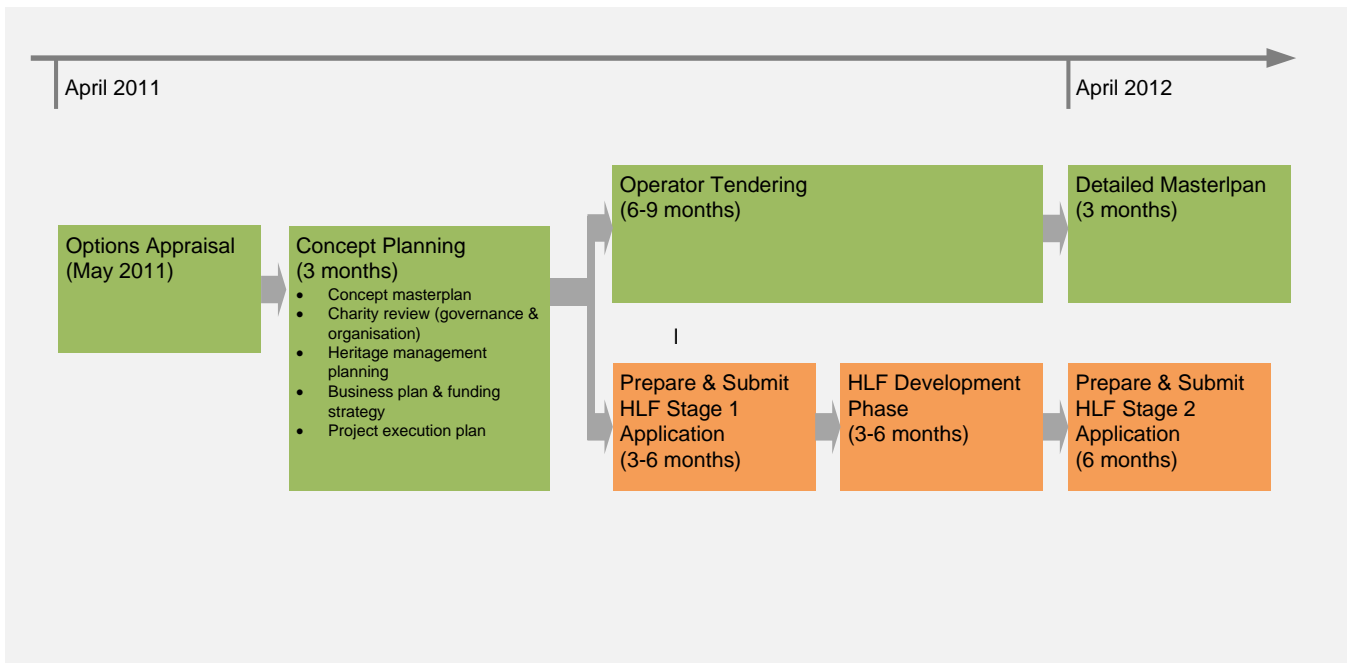 April 2011
April 2012
Options Appraisal
(May 2011)
Concept Planning
(3 months)
• Concept masterplan
• Charity review (governance &
organisation)
• Heritage management
planning
• Business plan & funding
strategy
• Project execution plan
Operator Tendering
(6-9 months)
Detailed Masterlpan
(3 months)
I
Prepare & Submit
HLF Stage 1
Application
(3-6 months)
HLF Development
Phase
(3-6 months)
Prepare & Submit
HLF Stage 2
Application
(6 months)